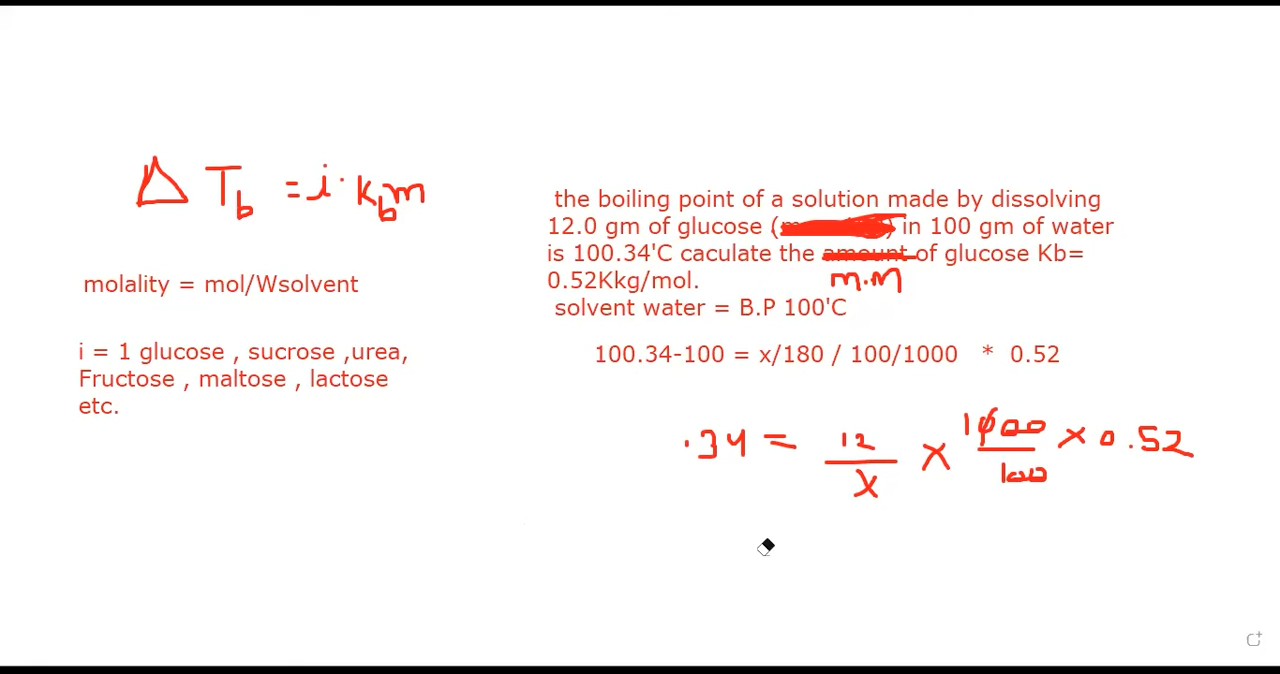 Δ Tb = i · kbm
molality = mol/Wsolvent
i = 1 glucose , sucrose ,urea,
Fructose , maltose , lactose
etc.
the boiling point of a solution made by dissolving
12.0 gm of glucose ( ) in 100 gm of water
is 100.34'C caculate the amount of glucose Kb=
m.M
0.52Kkg/mol.
solvent water = B.P 100'C
100.34-100 = x/180 / 100/1000 * 0.52
.34 = 12/x × 1000/100 × 0.52